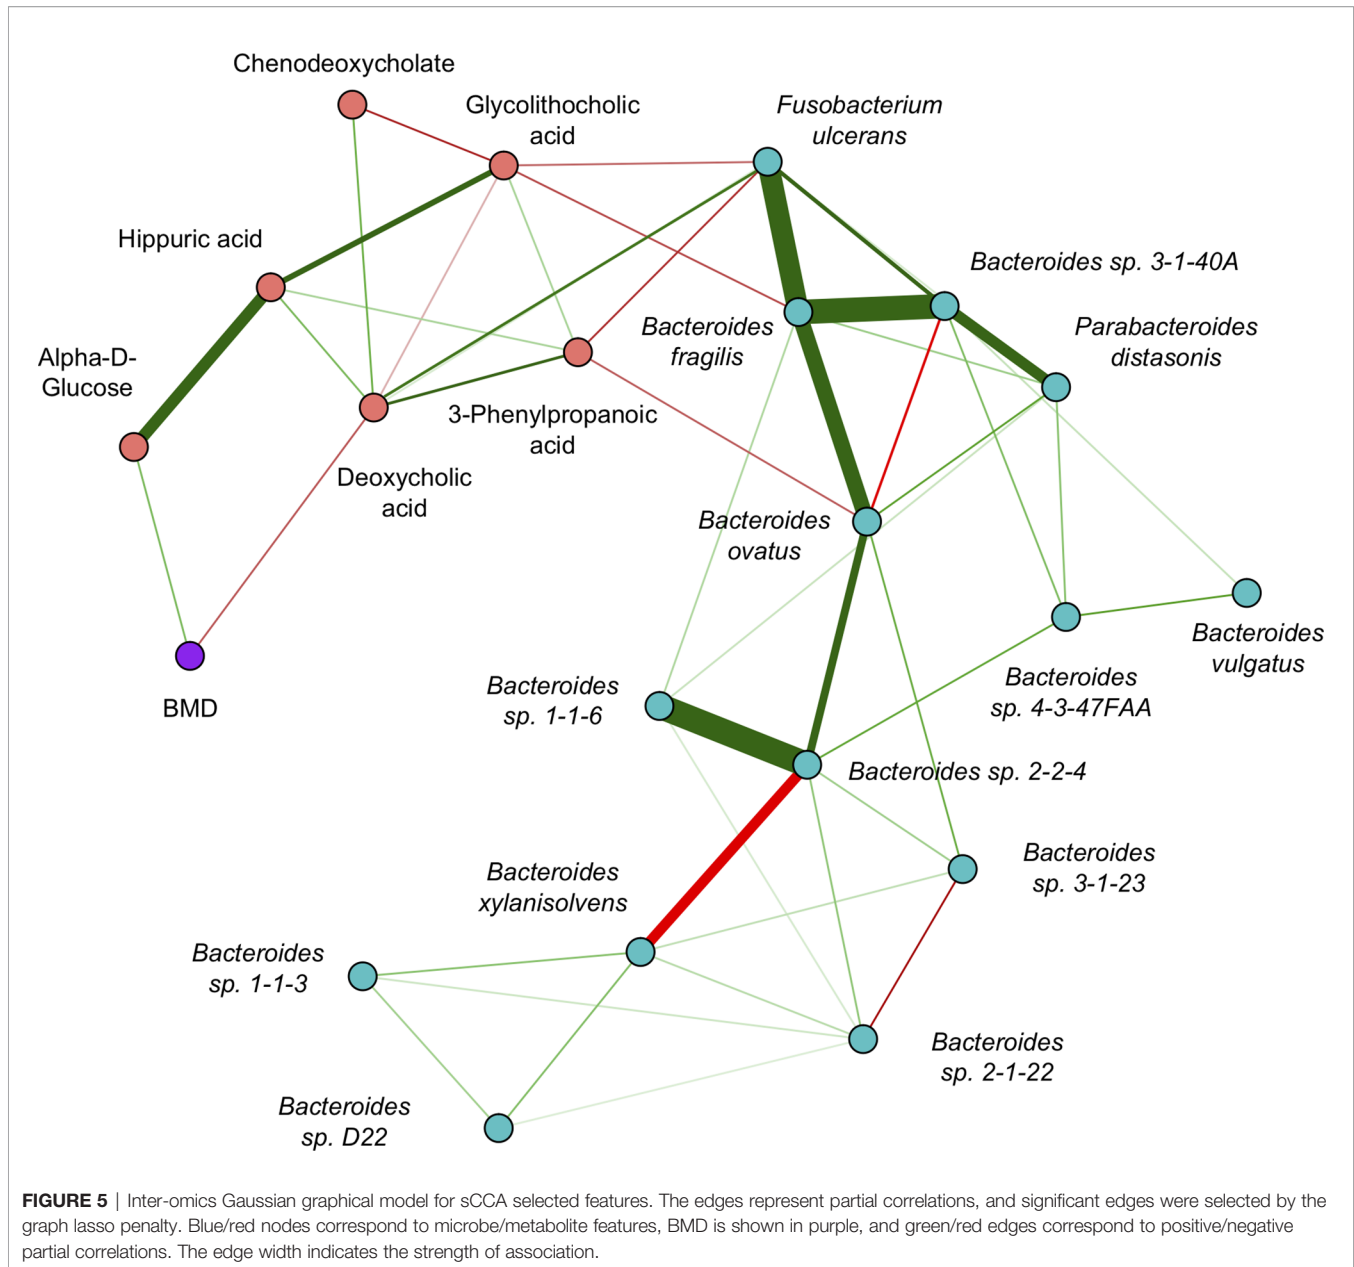 Chenodeoxycholate
Glycolithocholic
acid
Fusobacterium
ulcerans
Hippuric acid
Bacteroides sp. 3-1-40A
Bacteroides
fragilis
Parabacteroides
distasonis
Alpha-D-
Glucose
3-Phenylpropanoic
acid
Deoxycholic
acid
Bacteroides
ovatus
Bacteroides
vulgatus
Bacteroides
sp. 4-3-47FAA
BMD
Bacteroides
sp. 1-1-6
Bacteroides sp. 2-2-4
Bacteroides
sp. 3-1-23
Bacteroides
xylanisolvens
Bacteroides
sp. 1-1-3
Bacteroides
sp. 2-1-22
Bacteroides
sp. D22
FIGURE 5 | Inter-omics Gaussian graphical model for sCCA selected features. The edges represent partial correlations, and significant edges were selected by the
graph lasso penalty. Blue/red nodes correspond to microbe/metabolite features, BMD is shown in purple, and green/red edges correspond to positive/negative
partial correlations. The edge width indicates the strength of association.